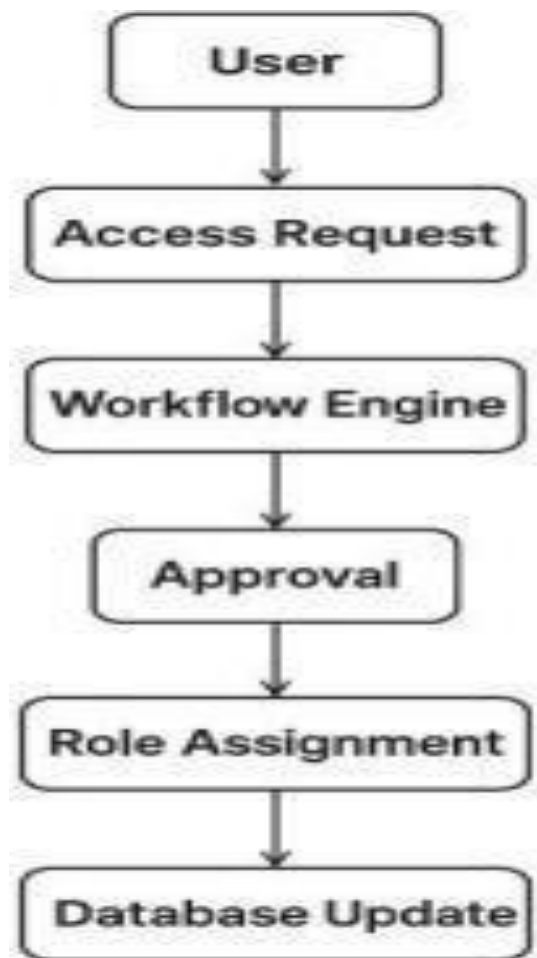 User
Access Request
Workflow Engine
Approval
Role Assignment
Database Update